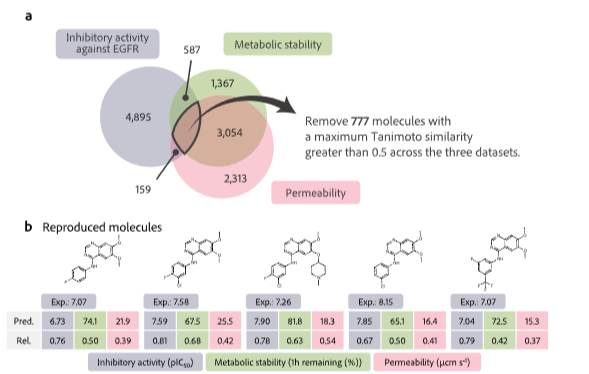 a
Inhibitory activity
against EGFR
587
Metabolic stability
1,367
4,895
3,054
Remove 777 molecules with
a maximum Tanimoto similarity
greater than 0.5 across the three datasets.
159
2,313
Permeability
b Reproduced molecules
Exp.: 7.07 Exp.: 7.58 Exp.: 7.26 Exp.: 8.15 Exp.: 7.07
Pred. 6.73 74.1 21.9 7.59 67.5 25.5 7.90 81.8 18.3 7.85 65.1 16.4 7.04 72.5 15.3
Rel. 0.76 0.50 0.39 0.81 0.68 0.42 0.78 0.63 0.54 0.67 0.50 0.41 0.79 0.42 0.37
Inhibitory activity (pIC₅₀) Metabolic stability (1h remaining (%)) Permeability (μcm s⁻¹)